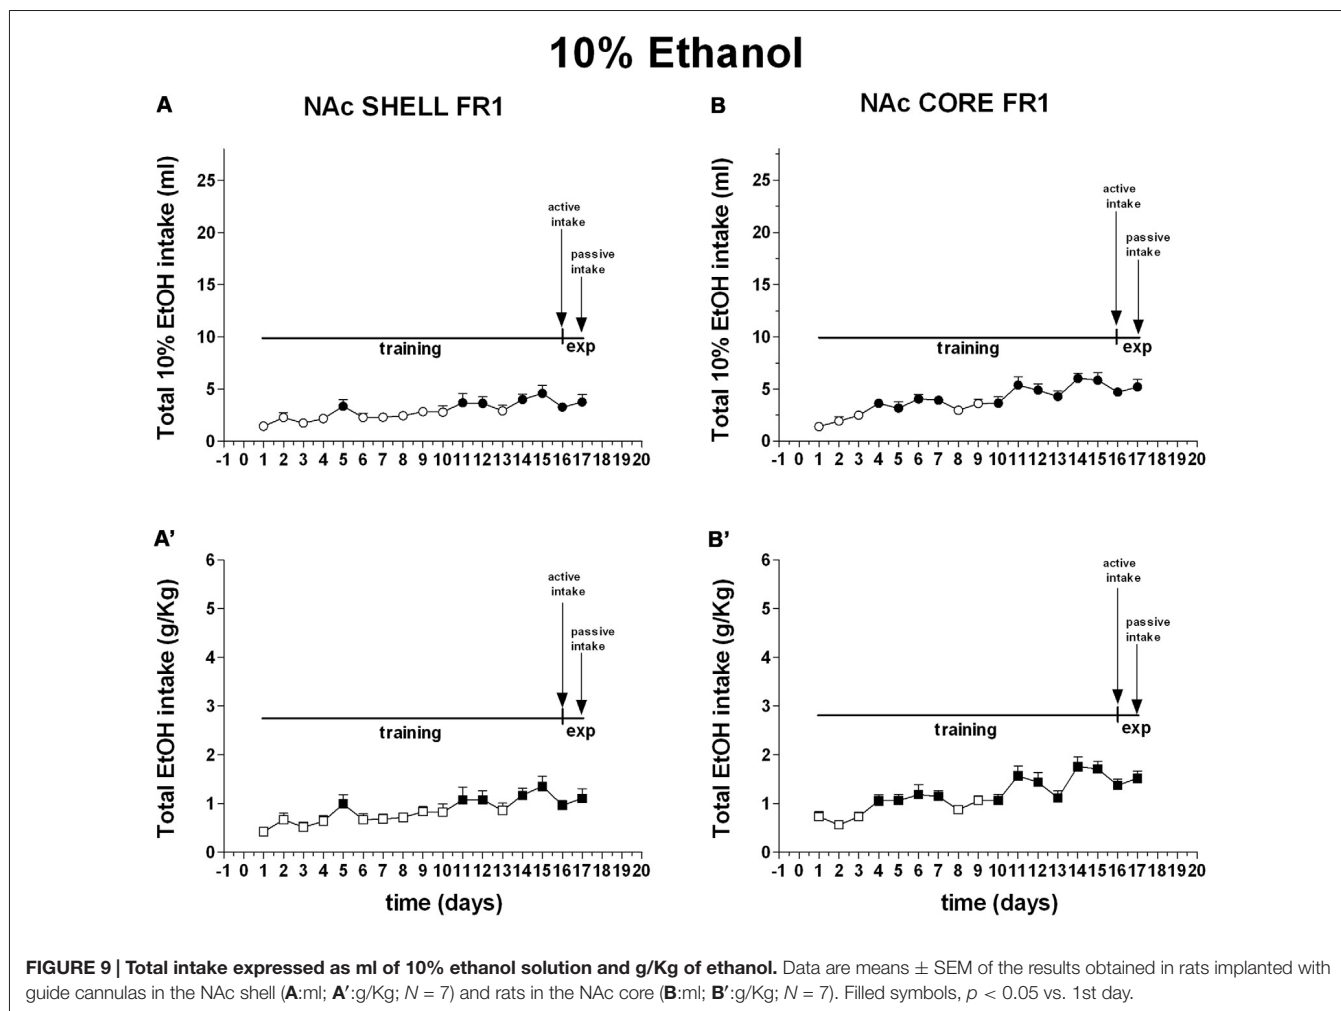 10% Ethanol
A
NAc SHELL FR1
Total 10% EtOH intake (ml)
25
20
15
10
5
0
active
intake
passive
intake
training
exp
-1 0 1 2 3 4 5 6 7 8 9 10 11 12 13 14 15 16 17 18 19 20
B
NAc CORE FR1
Total 10% EtOH intake (ml)
25
20
15
10
5
0
active
intake
passive
intake
training
exp
-1 0 1 2 3 4 5 6 7 8 9 10 11 12 13 14 15 16 17 18 19 20
A'
Total EtOH intake (g/Kg)
6
5
4
3
2
1
0
active
intake
passive
intake
training
exp
-1 0 1 2 3 4 5 6 7 8 9 10 11 12 13 14 15 16 17 18 19 20
time (days)
B'
Total EtOH intake (g/Kg)
6
5
4
3
2
1
0
active
intake
passive
intake
training
exp
-1 0 1 2 3 4 5 6 7 8 9 10 11 12 13 14 15 16 17 18 19 20
time (days)
FIGURE 9 | Total intake expressed as ml of 10% ethanol solution and g/Kg of ethanol. Data are means ± SEM of the results obtained in rats implanted with
guide cannulas in the NAc shell (A:ml; A′:g/Kg; N = 7) and rats in the NAc core (B:ml; B′:g/Kg; N = 7). Filled symbols, p < 0.05 vs. 1st day.